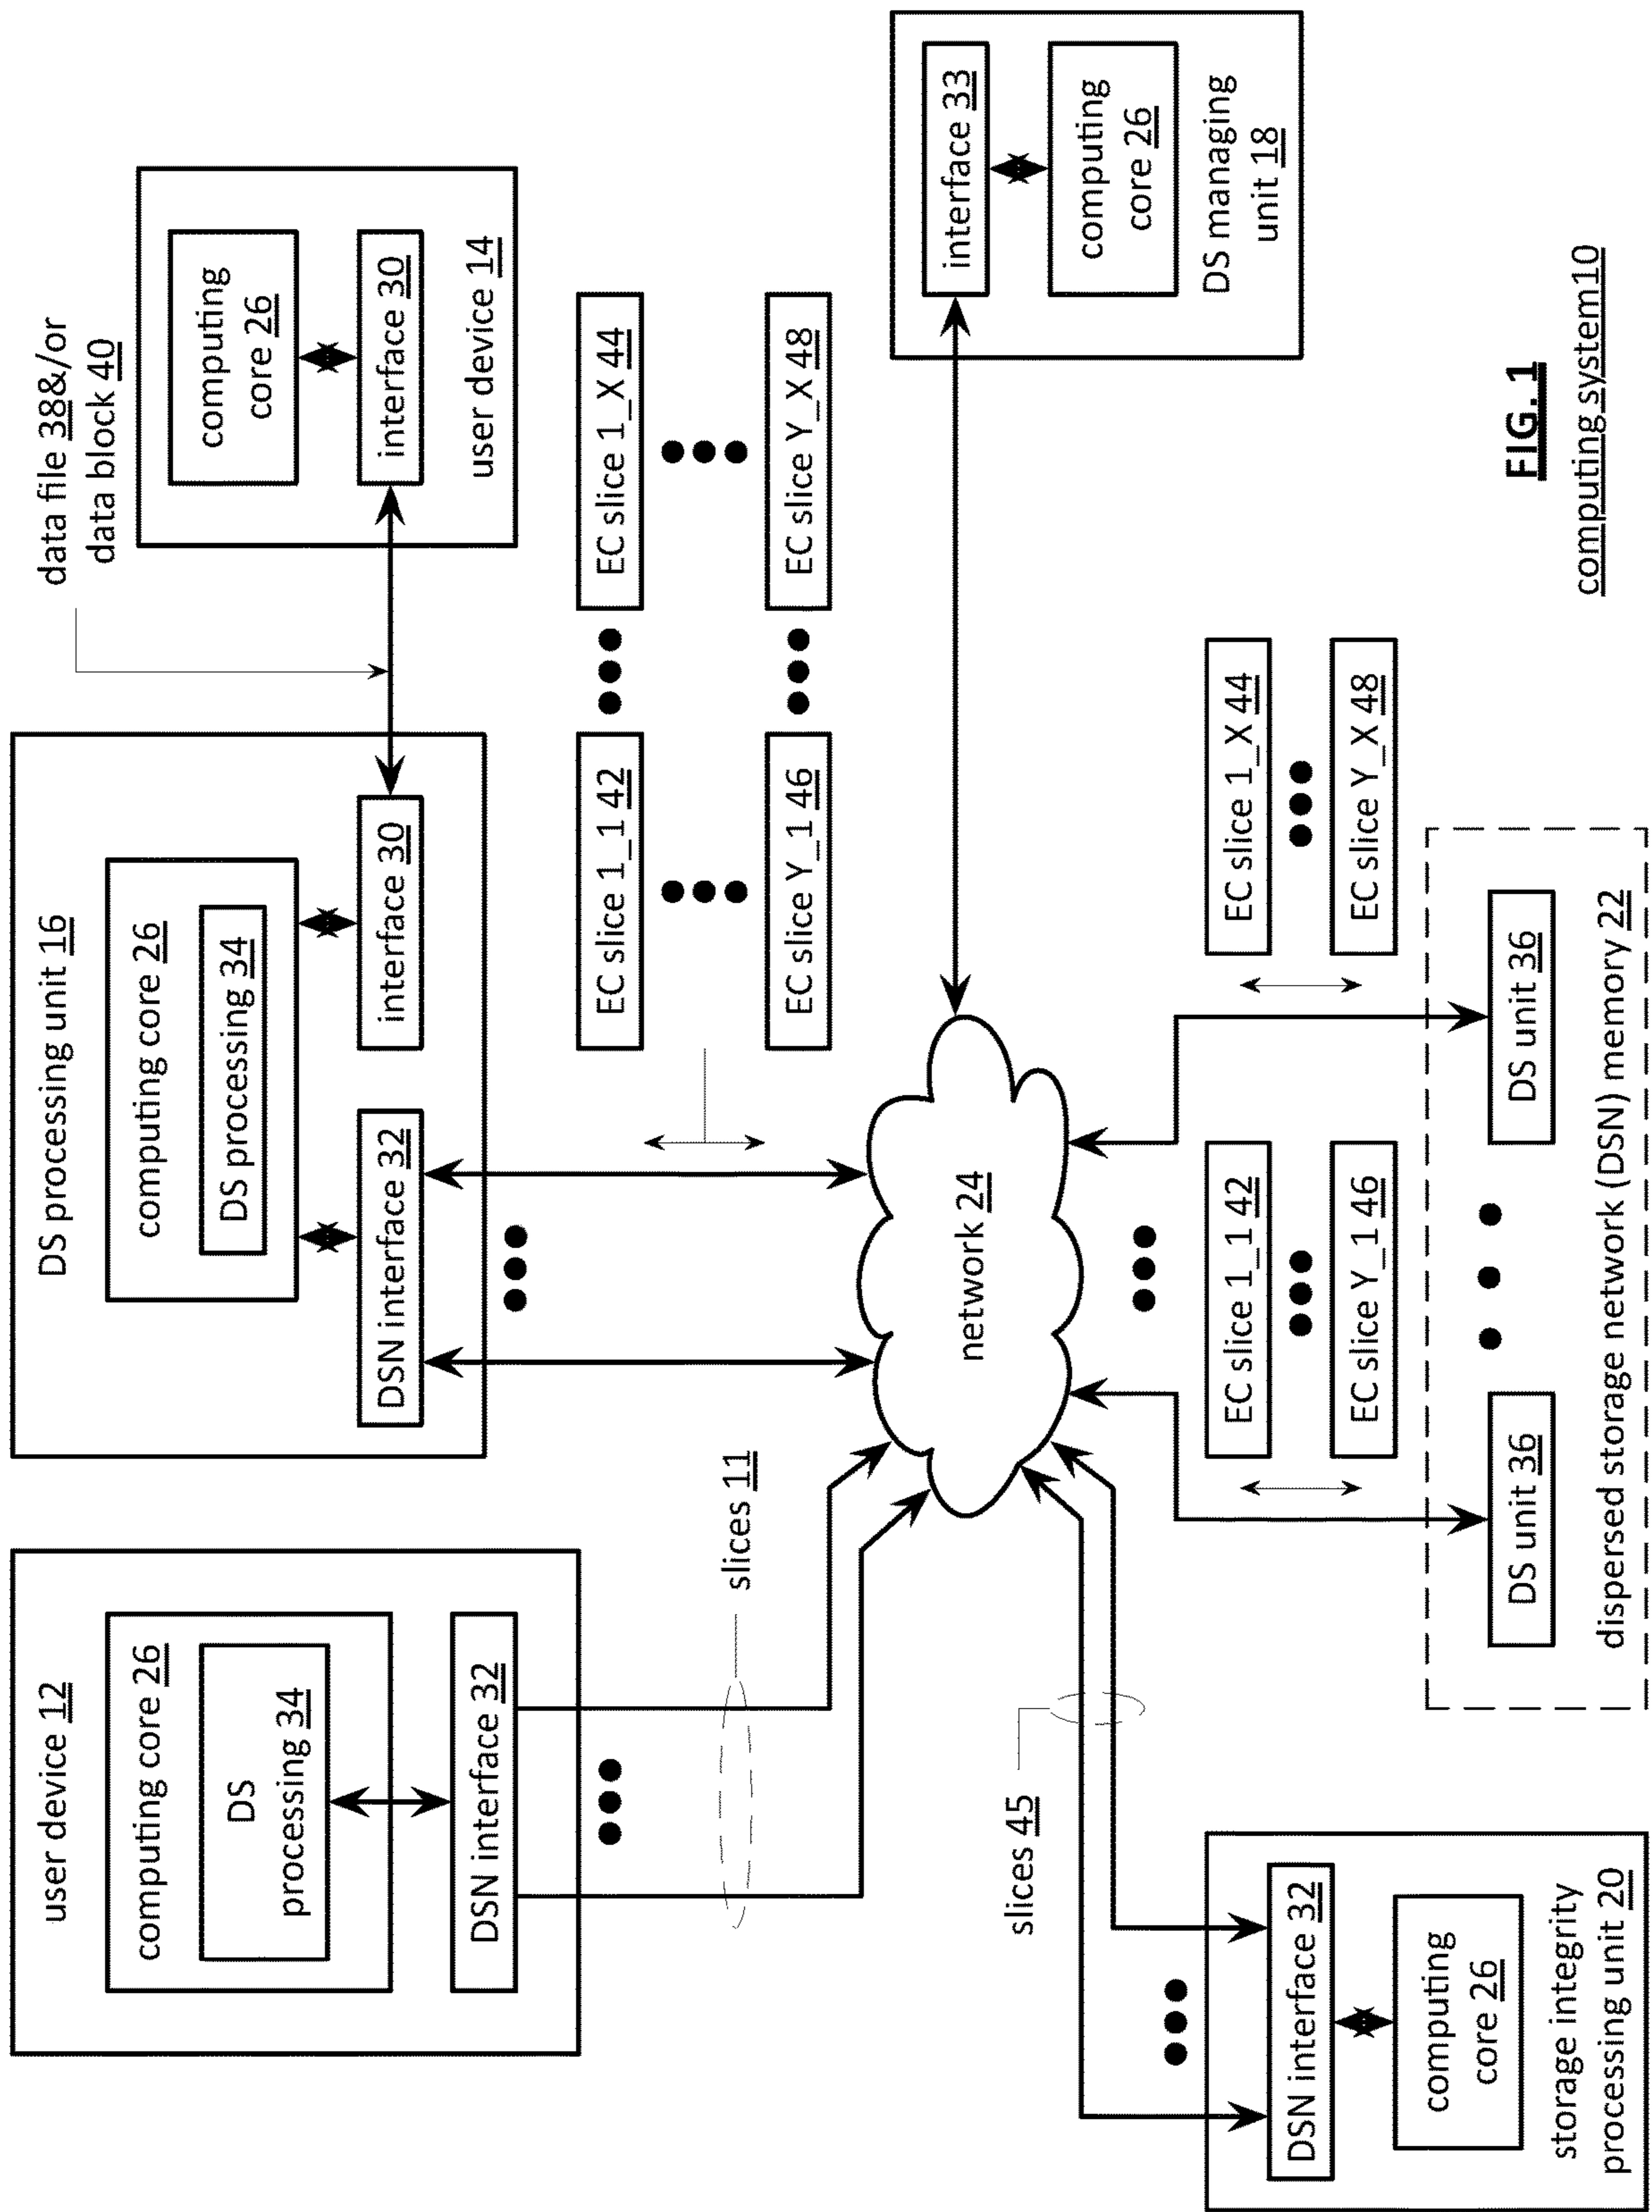 user device 12
computing core 26
DS
processing 34
DSN interface 32
slices 11
DS processing unit 16
computing core 26
DS processing 34
DSN interface 32
interface 30
data file 38&/or
data block 40
computing
core 26
interface 30
user device 14
EC slice 1_1 42
EC slice 1_X 44
EC slice Y_1 46
EC slice Y_X 48
network 24
interface 33
computing
core 26
DS managing
unit 18
slices 45
DSN interface 32
computing
core 26
storage integrity
processing unit 20
EC slice 1_1 42
EC slice 1_X 44
EC slice Y_1 46
EC slice Y_X 48
DS unit 36
DS unit 36
dispersed storage network (DSN) memory 22
FIG. 1
computing system10